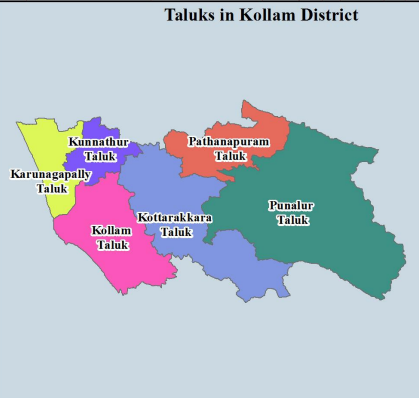 Taluks in Kollam District
Kunnathur
Taluk
Pathanapuram
Taluk
Karunagapally
Taluk
Punalur
Taluk
Kottarakkara
Taluk
Kollam
Taluk